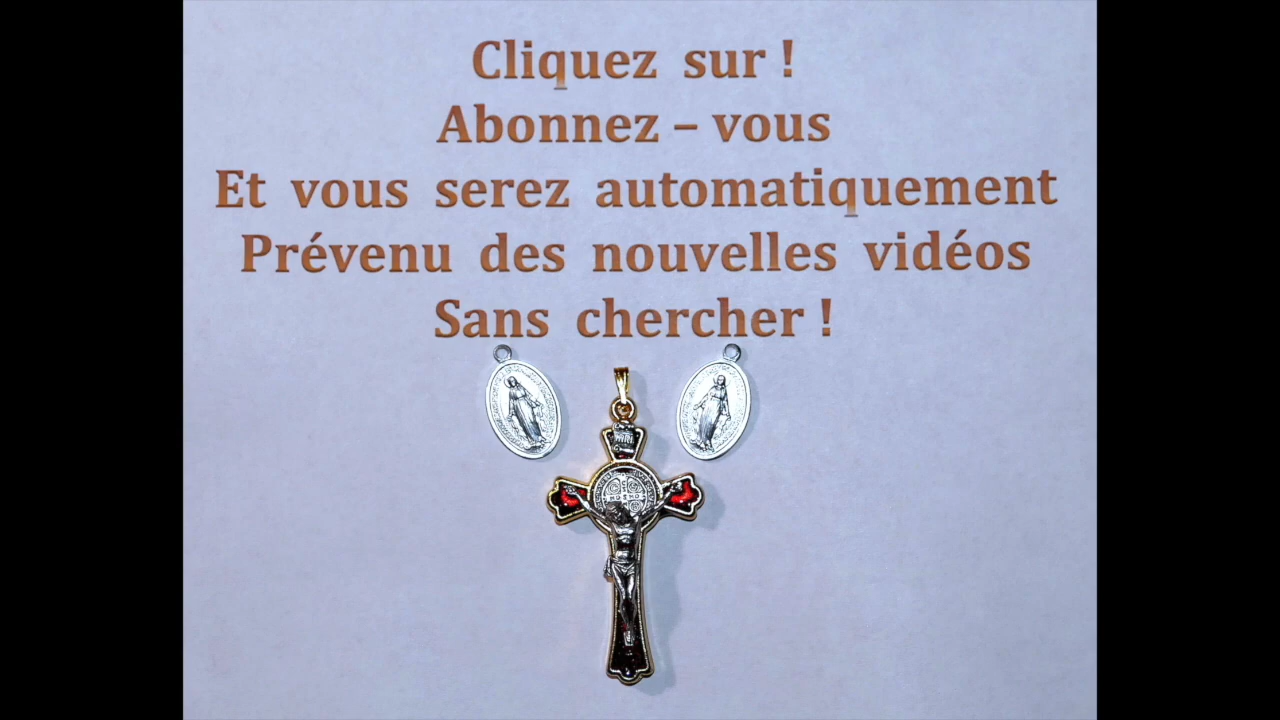 Cliquez sur !
Abonnez – vous
Et vous serez automatiquement
Prévenu des nouvelles vidéos
Sans chercher !